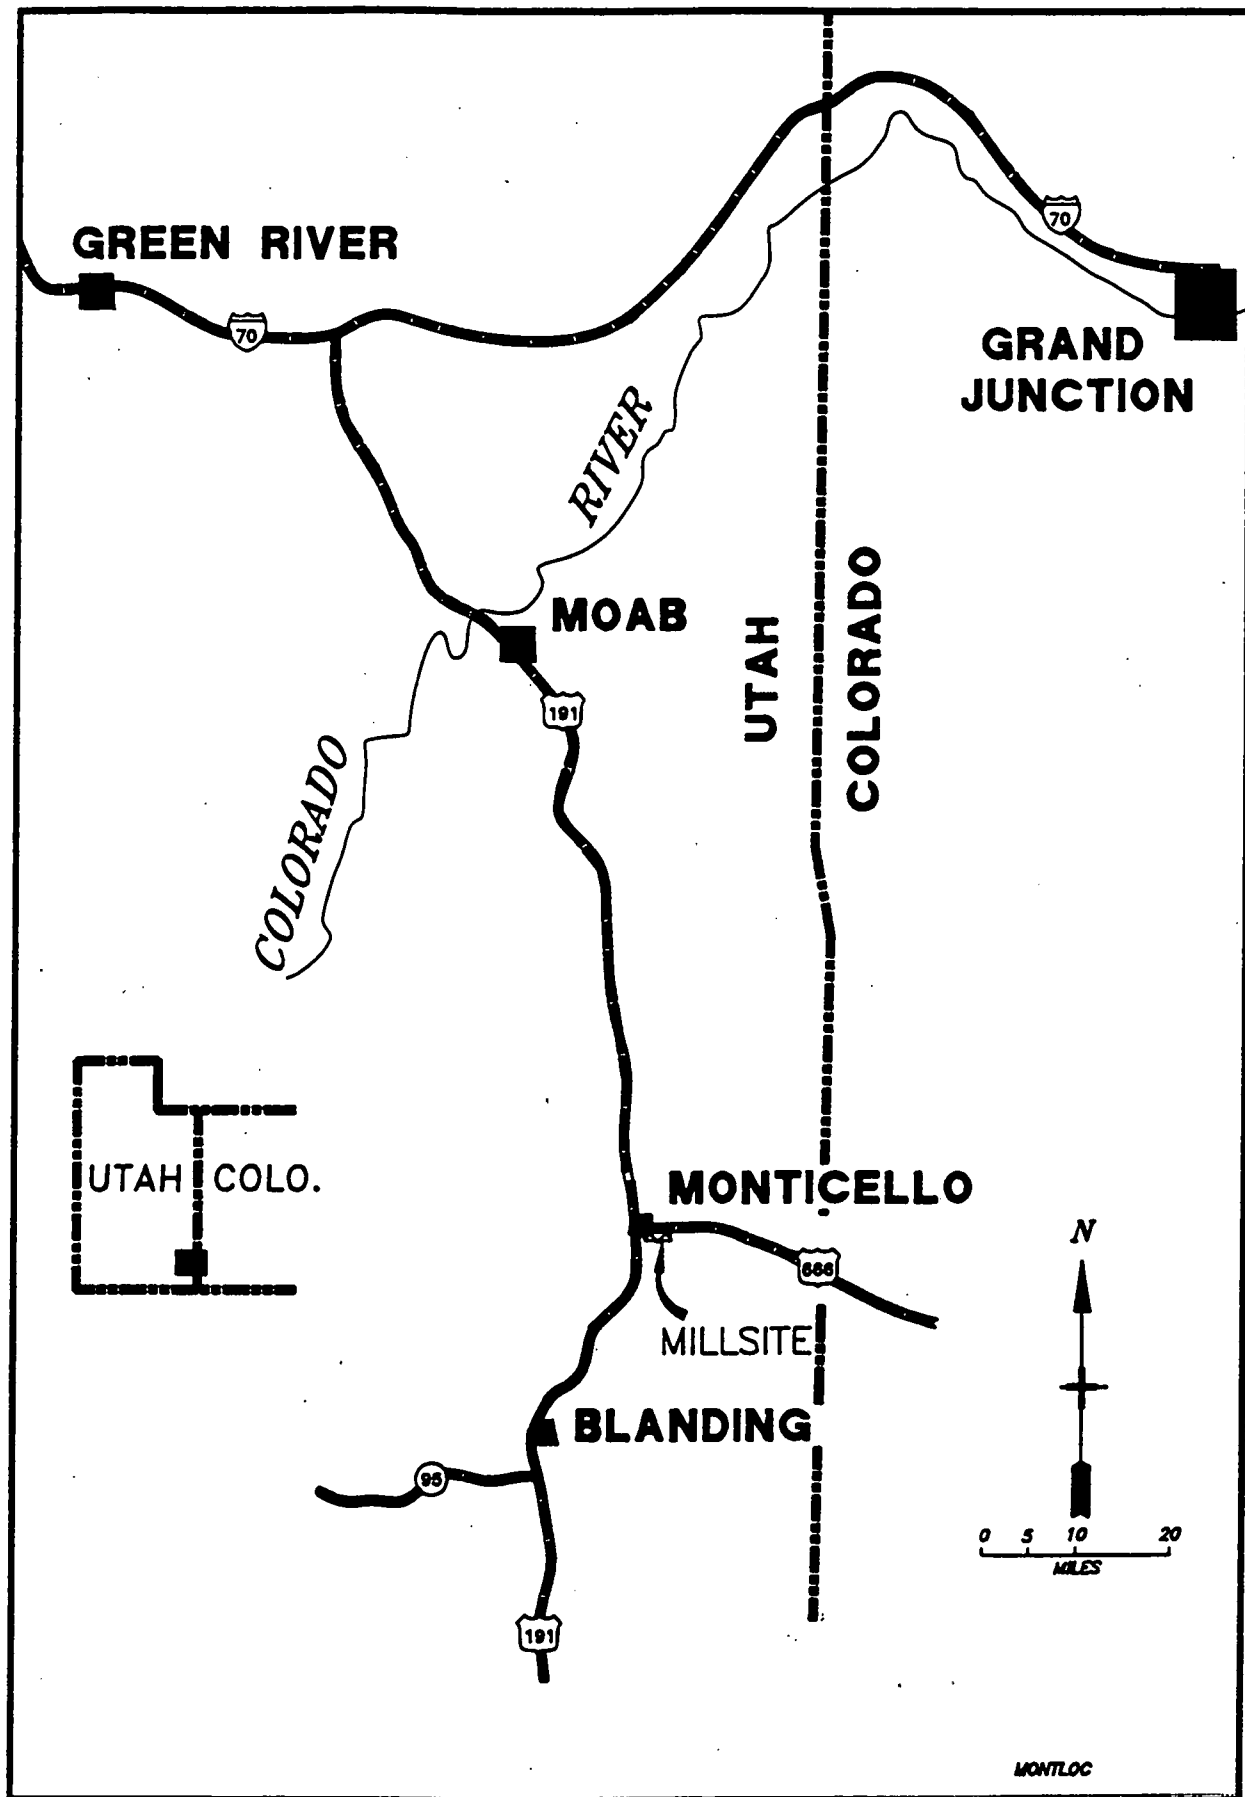 70
GREEN RIVER
70
GRAND
JUNCTION
RIVER
MOAB
UTAH
COLORADO
191
COLORADO
UTAH
COLO.
MONTICELLO
N
666
MILLSITE
BLANDING
95
0 5 10 20
MILES
191
MONTLOC